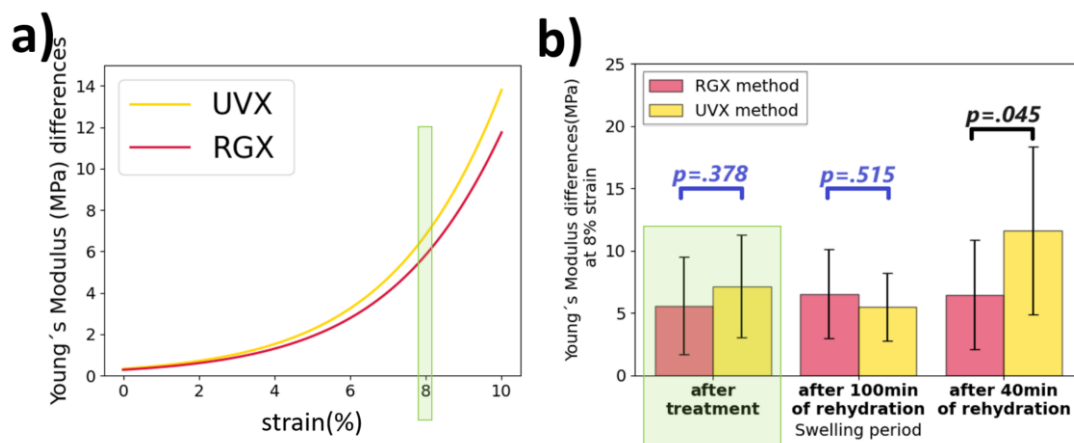 a)
Young´s Modulus (MPa) differences
14
12
10
8
6
4
2
0
UVX
RGX
0 2 4 6 8 10
strain(%)
b)
Young´s Modulus differences(MPa)
at 8% strain
25
20
15
10
5
0
RGX method
UVX method
p=.378
p=.515
p=.045
after
treatment
after 100min
of rehydration
after 40min
of rehydration
Swelling period